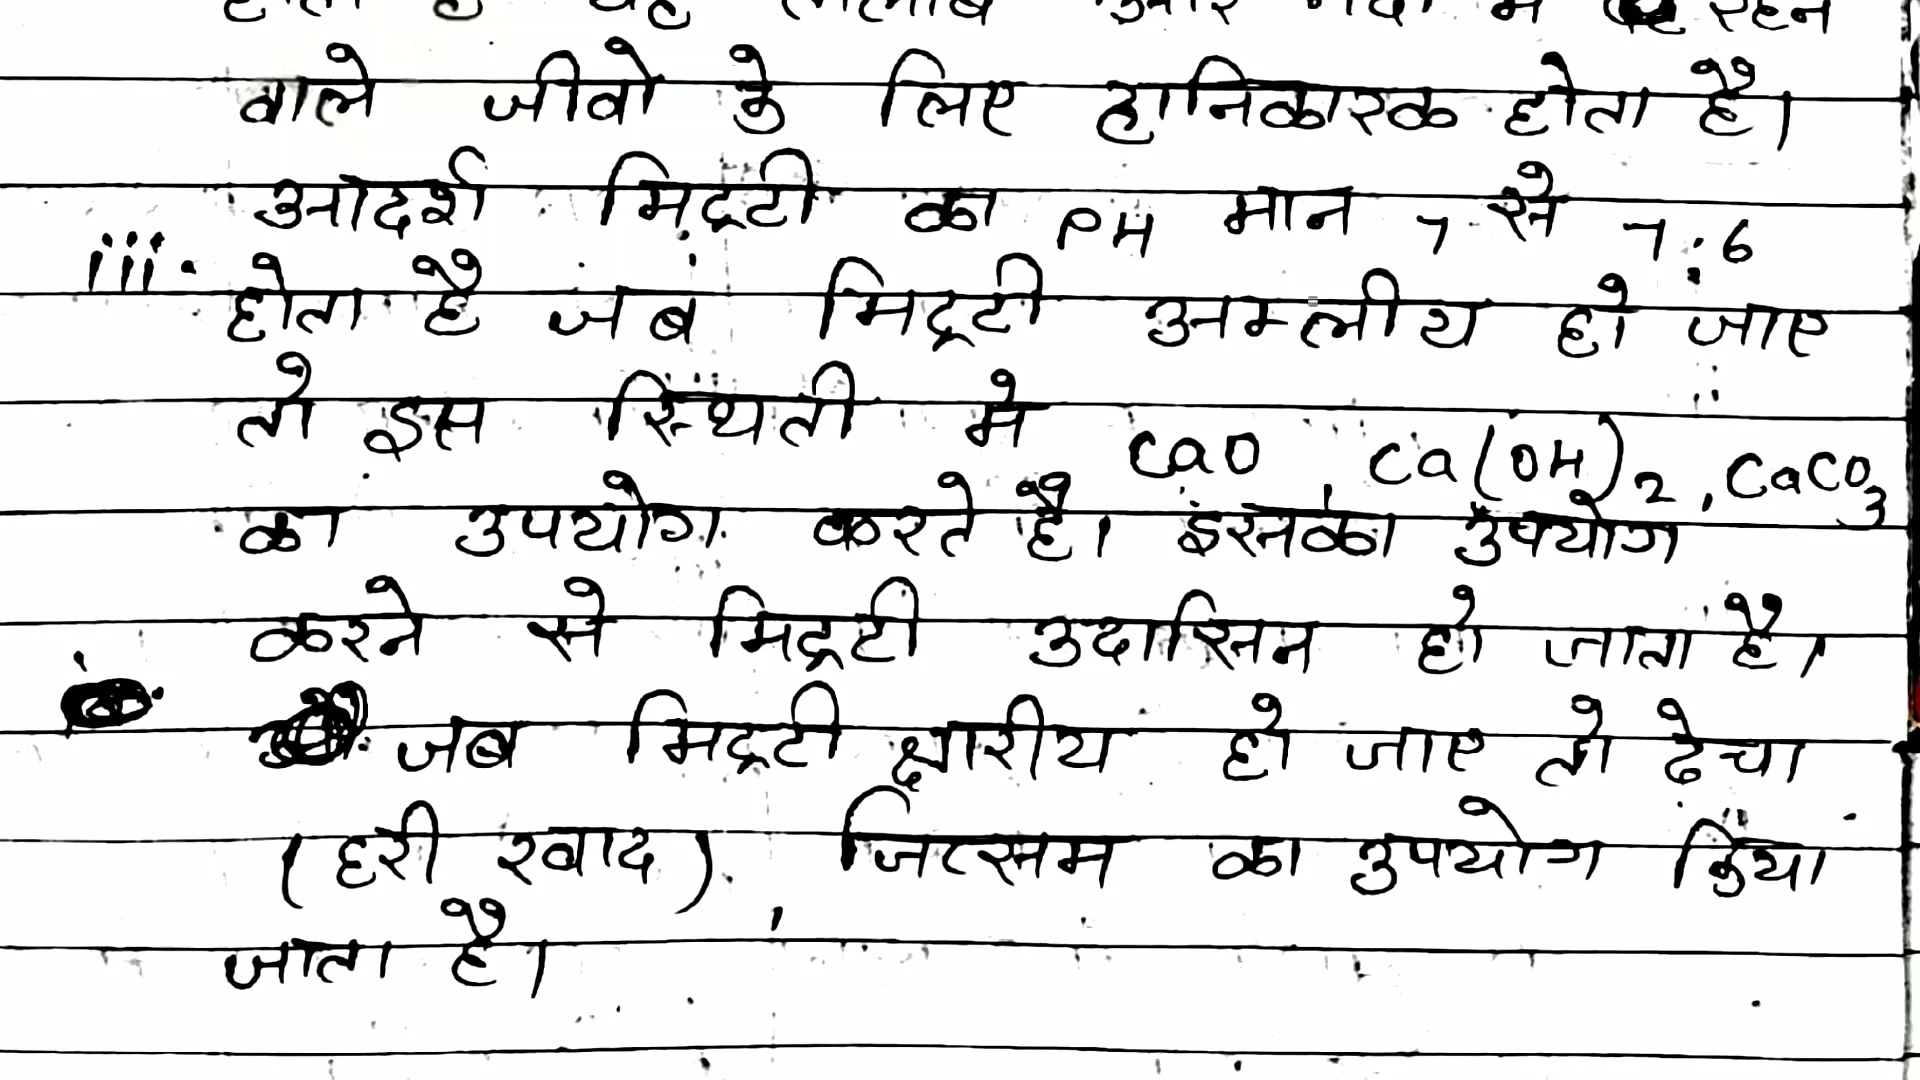 वाले जीवो के लिए हानिकारक होता है।
आदर्श मिट्टी का PH मान 7 से 7.6
iii. होता है जब मिट्टी अम्लीय हो जाए
तो इस स्थिती मे CaO, Ca(OH)2, CaCO3
का उपयोग करते है। इसका उपयोग
करने से मिट्टी उदासिन हो जाता है।
जब मिट्टी क्षारीय हो जाए तो ढेचा
(हरी खाद) जित्सम का उपयोग किया
जाता है।